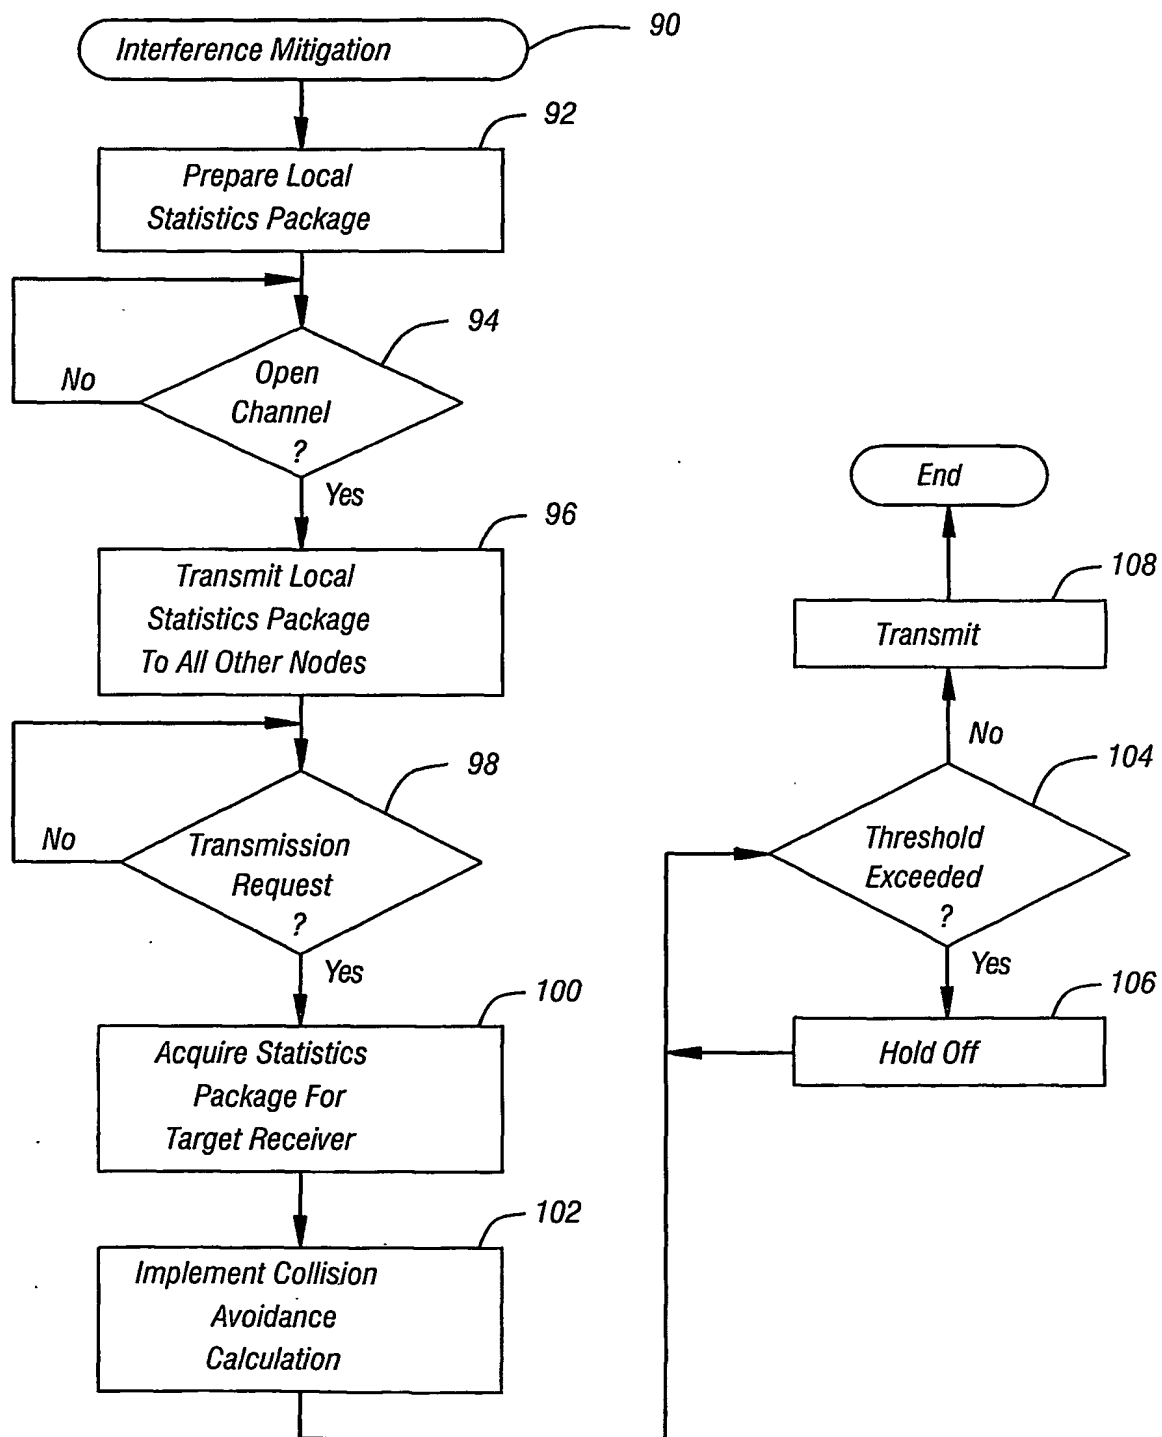 Interference Mitigation
90
92
Prepare Local
Statistics Package
94
Open
Channel
?
No
Yes
96
Transmit Local
Statistics Package
To All Other Nodes
98
Transmission
Request
?
No
Yes
100
Acquire Statistics
Package For
Target Receiver
102
Implement Collision
Avoidance
Calculation
End
108
Transmit
No
104
Threshold
Exceeded
?
Yes
106
Hold Off